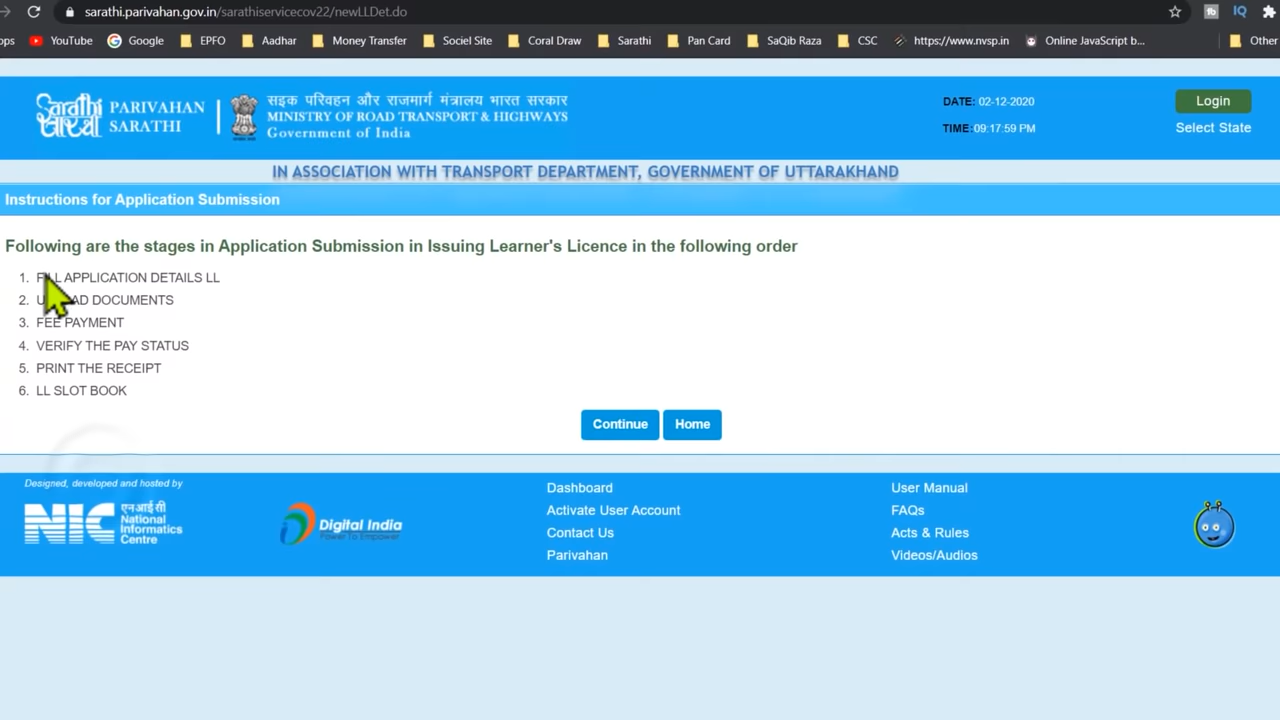 sarathi.parivahan.gov.in/sarathiservicecov22/newLLDet.do
YouTube Google EPFO Aadhar Money Transfer Sociel Site Coral Draw Sarathi Pan Card SaQib Raza CSC https://www.nvsp.in Online JavaScript b... Other
PARIVAHAN
SARATHI
सड़क परिवहन और राजमार्ग मंत्रालय भारत सरकार
MINISTRY OF ROAD TRANSPORT & HIGHWAYS
Government of India
DATE: 02-12-2020
TIME:09:17:59 PM
Login
Select State
IN ASSOCIATION WITH TRANSPORT DEPARTMENT, GOVERNMENT OF UTTARAKHAND
Instructions for Application Submission
Following are the stages in Application Submission in Issuing Learner's Licence in the following order
1. FILL APPLICATION DETAILS LL
2. UPLOAD DOCUMENTS
3. FEE PAYMENT
4. VERIFY THE PAY STATUS
5. PRINT THE RECEIPT
6. LL SLOT BOOK
Continue Home
Designed, developed and hosted by
NIC
एनआईसी
National
Informatics
Centre
Digital India
Power To Empower
Dashboard
Activate User Account
Contact Us
Parivahan
User Manual
FAQs
Acts & Rules
Videos/Audios